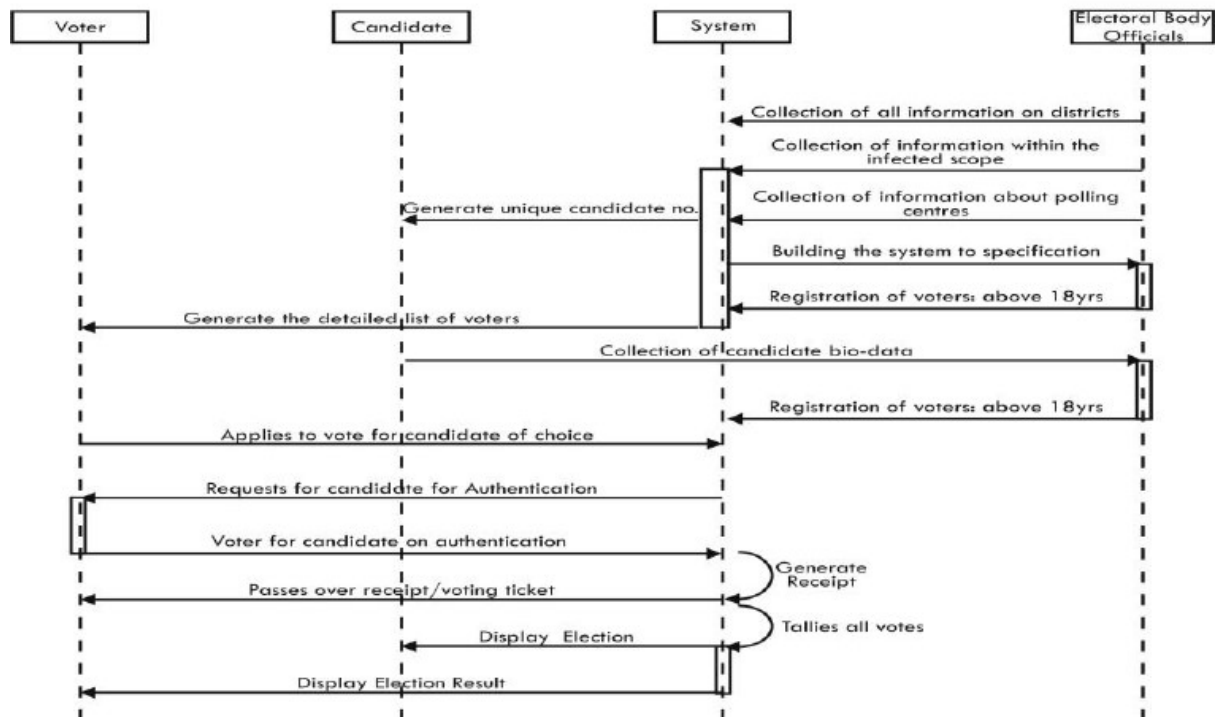 Voter
Candidate
System
Electoral Body
Officials
Collection of all information on districts
Collection of information within the
infected scope
Generate unique candidate no.
Collection of information about polling
centres
Building the system to specification
Registration of voters: above 18yrs
Generate the detailed list of voters
Collection of candidate bio-data
Registration of voters: above 18yrs
Applies to vote for candidate of choice
Requests for candidate for Authentication
Voter for candidate on authentication
Generate
Receipt
Passes over receipt/voting ticket
Tallies all votes
Display Election
Display Election Result